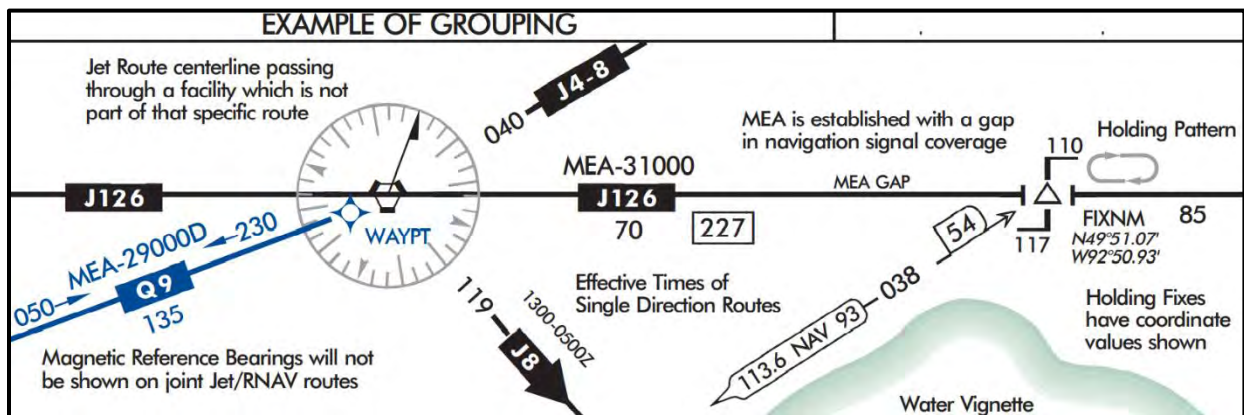 EXAMPLE OF GROUPING
Jet Route centerline passing
through a facility which is not
part of that specific route
040
J4-8
MEA is established with a gap
in navigation signal coverage
110
Holding Pattern
J126
MEA-31000
J126
70
227
MEA GAP
85
WAYPT
117
FIXNM
N49°51.07'
W92°50.93'
050
MEA-29000D
230
Q9
135
54
038
113.6 NAV 93
Effective Times of
Single Direction Routes
119
1300-0500Z
J8
Holding Fixes
have coordinate
values shown
Magnetic Reference Bearings will not
be shown on joint Jet/RNAV routes
Water Vignette